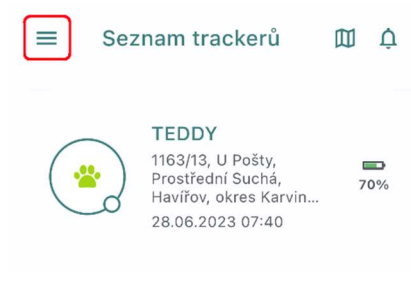 Seznam trackerů
TEDDY
1163/13, U Pošty,
Prostřední Suchá,
Havířov, okres Karvin...
28.06.2023 07:40
70%